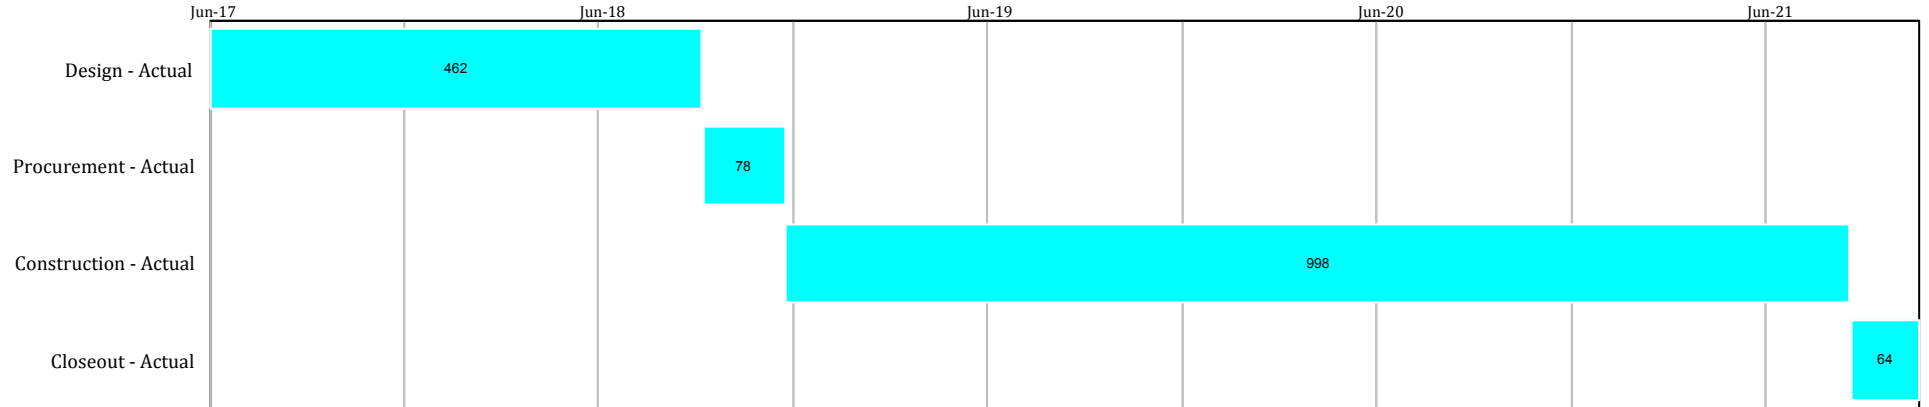 Jun-17 Jun-18 Jun-19 Jun-20 Jun-21
Design - Actual 462
Procurement - Actual 78
Construction - Actual 998
Closeout - Actual 64